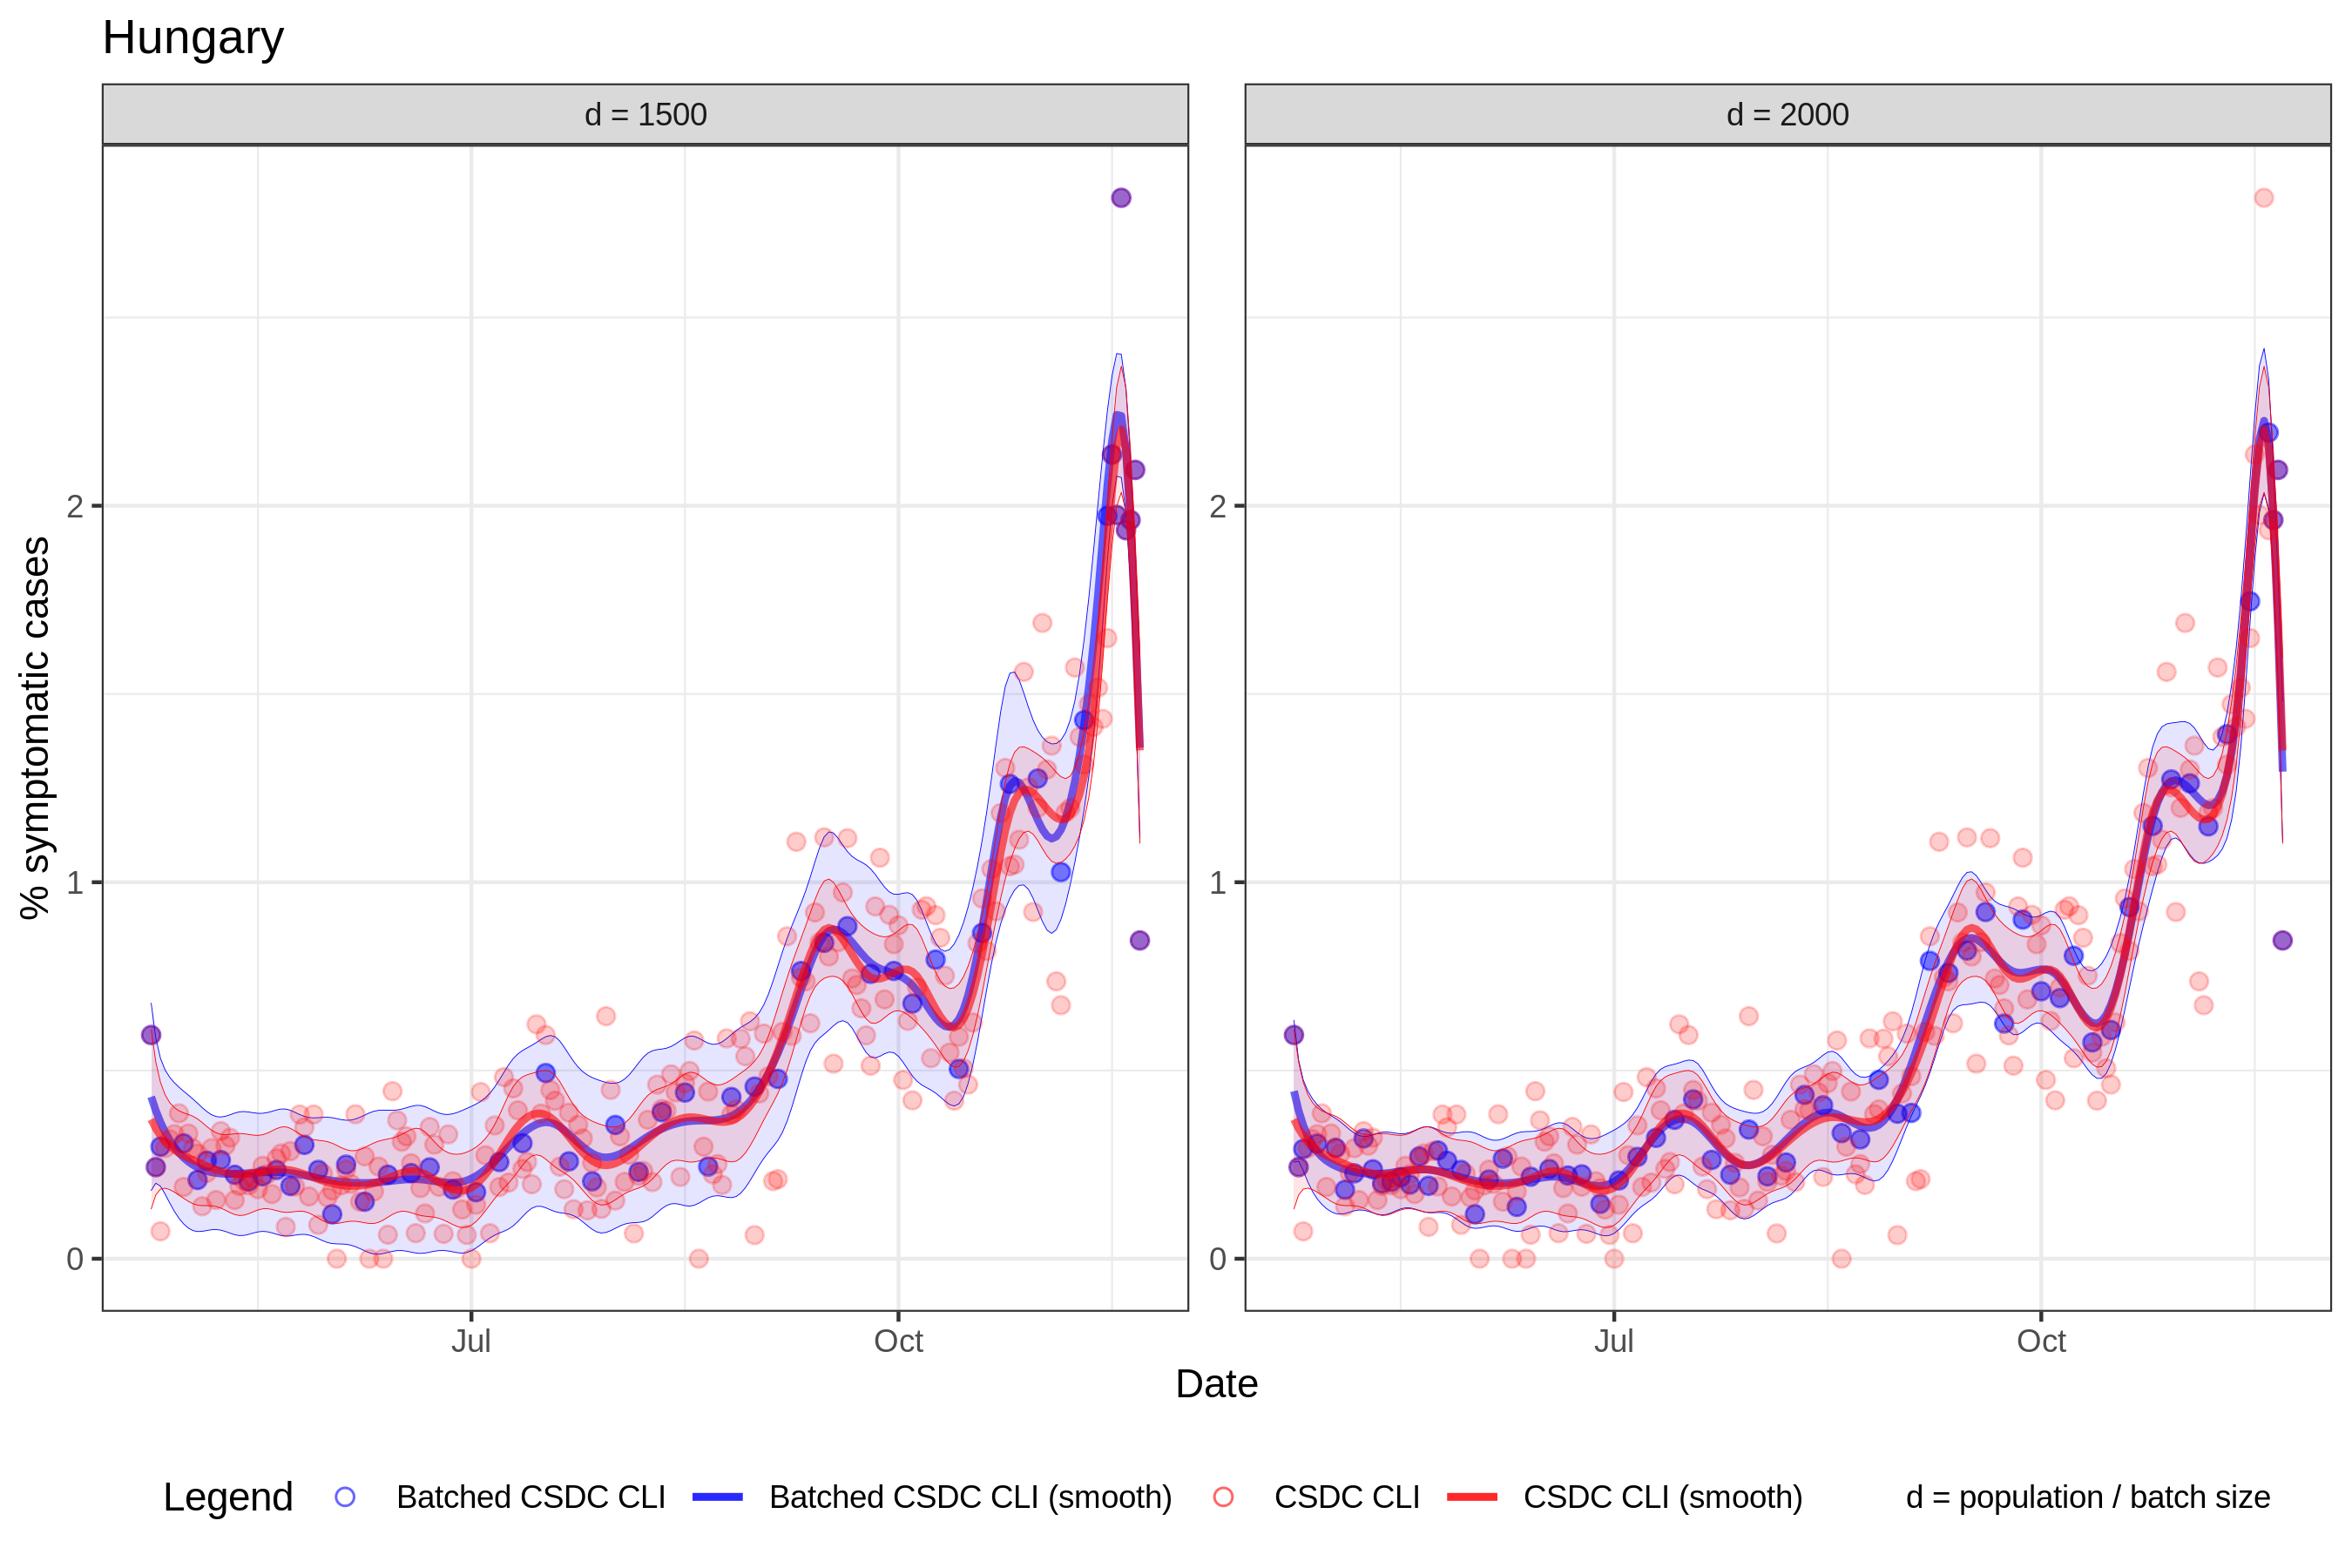 Hungary
d = 1500
d = 2000
% symptomatic cases
2
1
0
2
1
0
Jul
Oct
Jul
Oct
Date
Legend
Batched CSDC CLI
Batched CSDC CLI (smooth)
CSDC CLI
CSDC CLI (smooth)
d = population / batch size